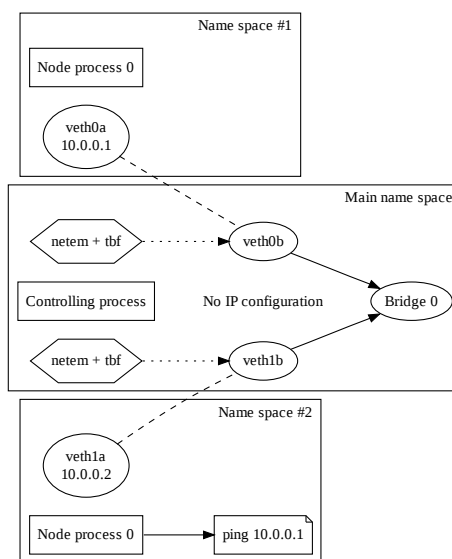 Name space #1
Node process 0
veth0a
10.0.0.1
Main name space
netem + tbf
veth0b
Controlling process
No IP configuration
Bridge 0
netem + tbf
veth1b
Name space #2
veth1a
10.0.0.2
Node process 0
ping 10.0.0.1